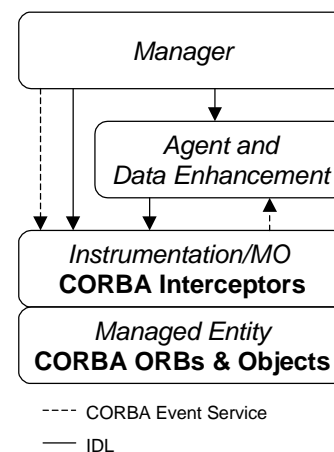 Manager
Agent and
Data Enhancement
Instrumentation/MO
CORBA Interceptors
Managed Entity
CORBA ORBs & Objects
CORBA Event Service
IDL